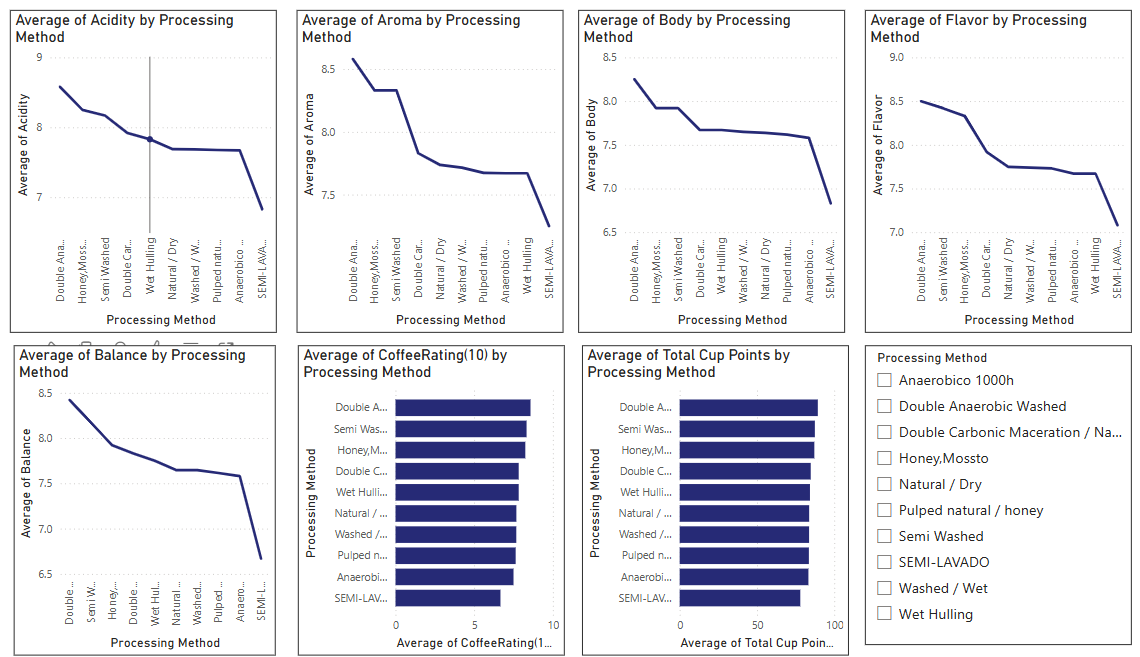 Average of Acidity by Processing
Method
9
8
7
Average of Acidity
Double Ana...
Honey,Moss...
Semi Washed
Double Car...
Wet Hulling
Natural / Dry
Washed / W...
Pulped natu...
Anaerobico ...
SEMI-LAVA...
Processing Method
Average of Aroma by Processing
Method
8.5
8.0
7.5
Average of Aroma
Double Ana...
Honey,Moss...
Semi Washed
Double Car...
Natural / Dry
Washed / W...
Pulped natu...
Anaerobico ...
Wet Hulling
SEMI-LAVA...
Processing Method
Average of Body by Processing
Method
8.5
8.0
7.5
7.0
6.5
Average of Body
Double Ana...
Honey,Moss...
Semi Washed
Double Car...
Wet Hulling
Washed / W...
Natural / Dry
Pulped natu...
Anaerobico ...
SEMI-LAVA...
Processing Method
Average of Flavor by Processing
Method
9.0
8.5
8.0
7.5
7.0
Average of Flavor
Double Ana...
Semi Washed
Honey,Moss...
Double Car...
Natural / Dry
Washed / W...
Pulped natu...
Anaerobico ...
Wet Hulling
SEMI-LAVA...
Processing Method
Average of Balance by Processing
Method
8.5
8.0
7.5
7.0
6.5
Average of Balance
Double ...
Semi W...
Honey,...
Double ...
Wet Hul...
Natural ...
Washed...
Pulped ...
Anaero...
SEMI-L...
Processing Method
Average of CoffeeRating(10) by
Processing Method
Processing Method
Double A...
Semi Was...
Honey,M...
Double C...
Wet Hulli...
Natural / ...
Washed /...
Pulped n...
Anaerobi...
SEMI-LAV...
0
5
10
Average of CoffeeRating(1...
Average of Total Cup Points by
Processing Method
Processing Method
Double A...
Semi Was...
Honey,M...
Double C...
Wet Hulli...
Natural / ...
Washed /...
Pulped n...
Anaerobi...
SEMI-LAV...
0
50
100
Average of Total Cup Poin...
Processing Method
Anaerobico 1000h
Double Anaerobic Washed
Double Carbonic Maceration / Na...
Honey,Mossto
Natural / Dry
Pulped natural / honey
Semi Washed
SEMI-LAVADO
Washed / Wet
Wet Hulling